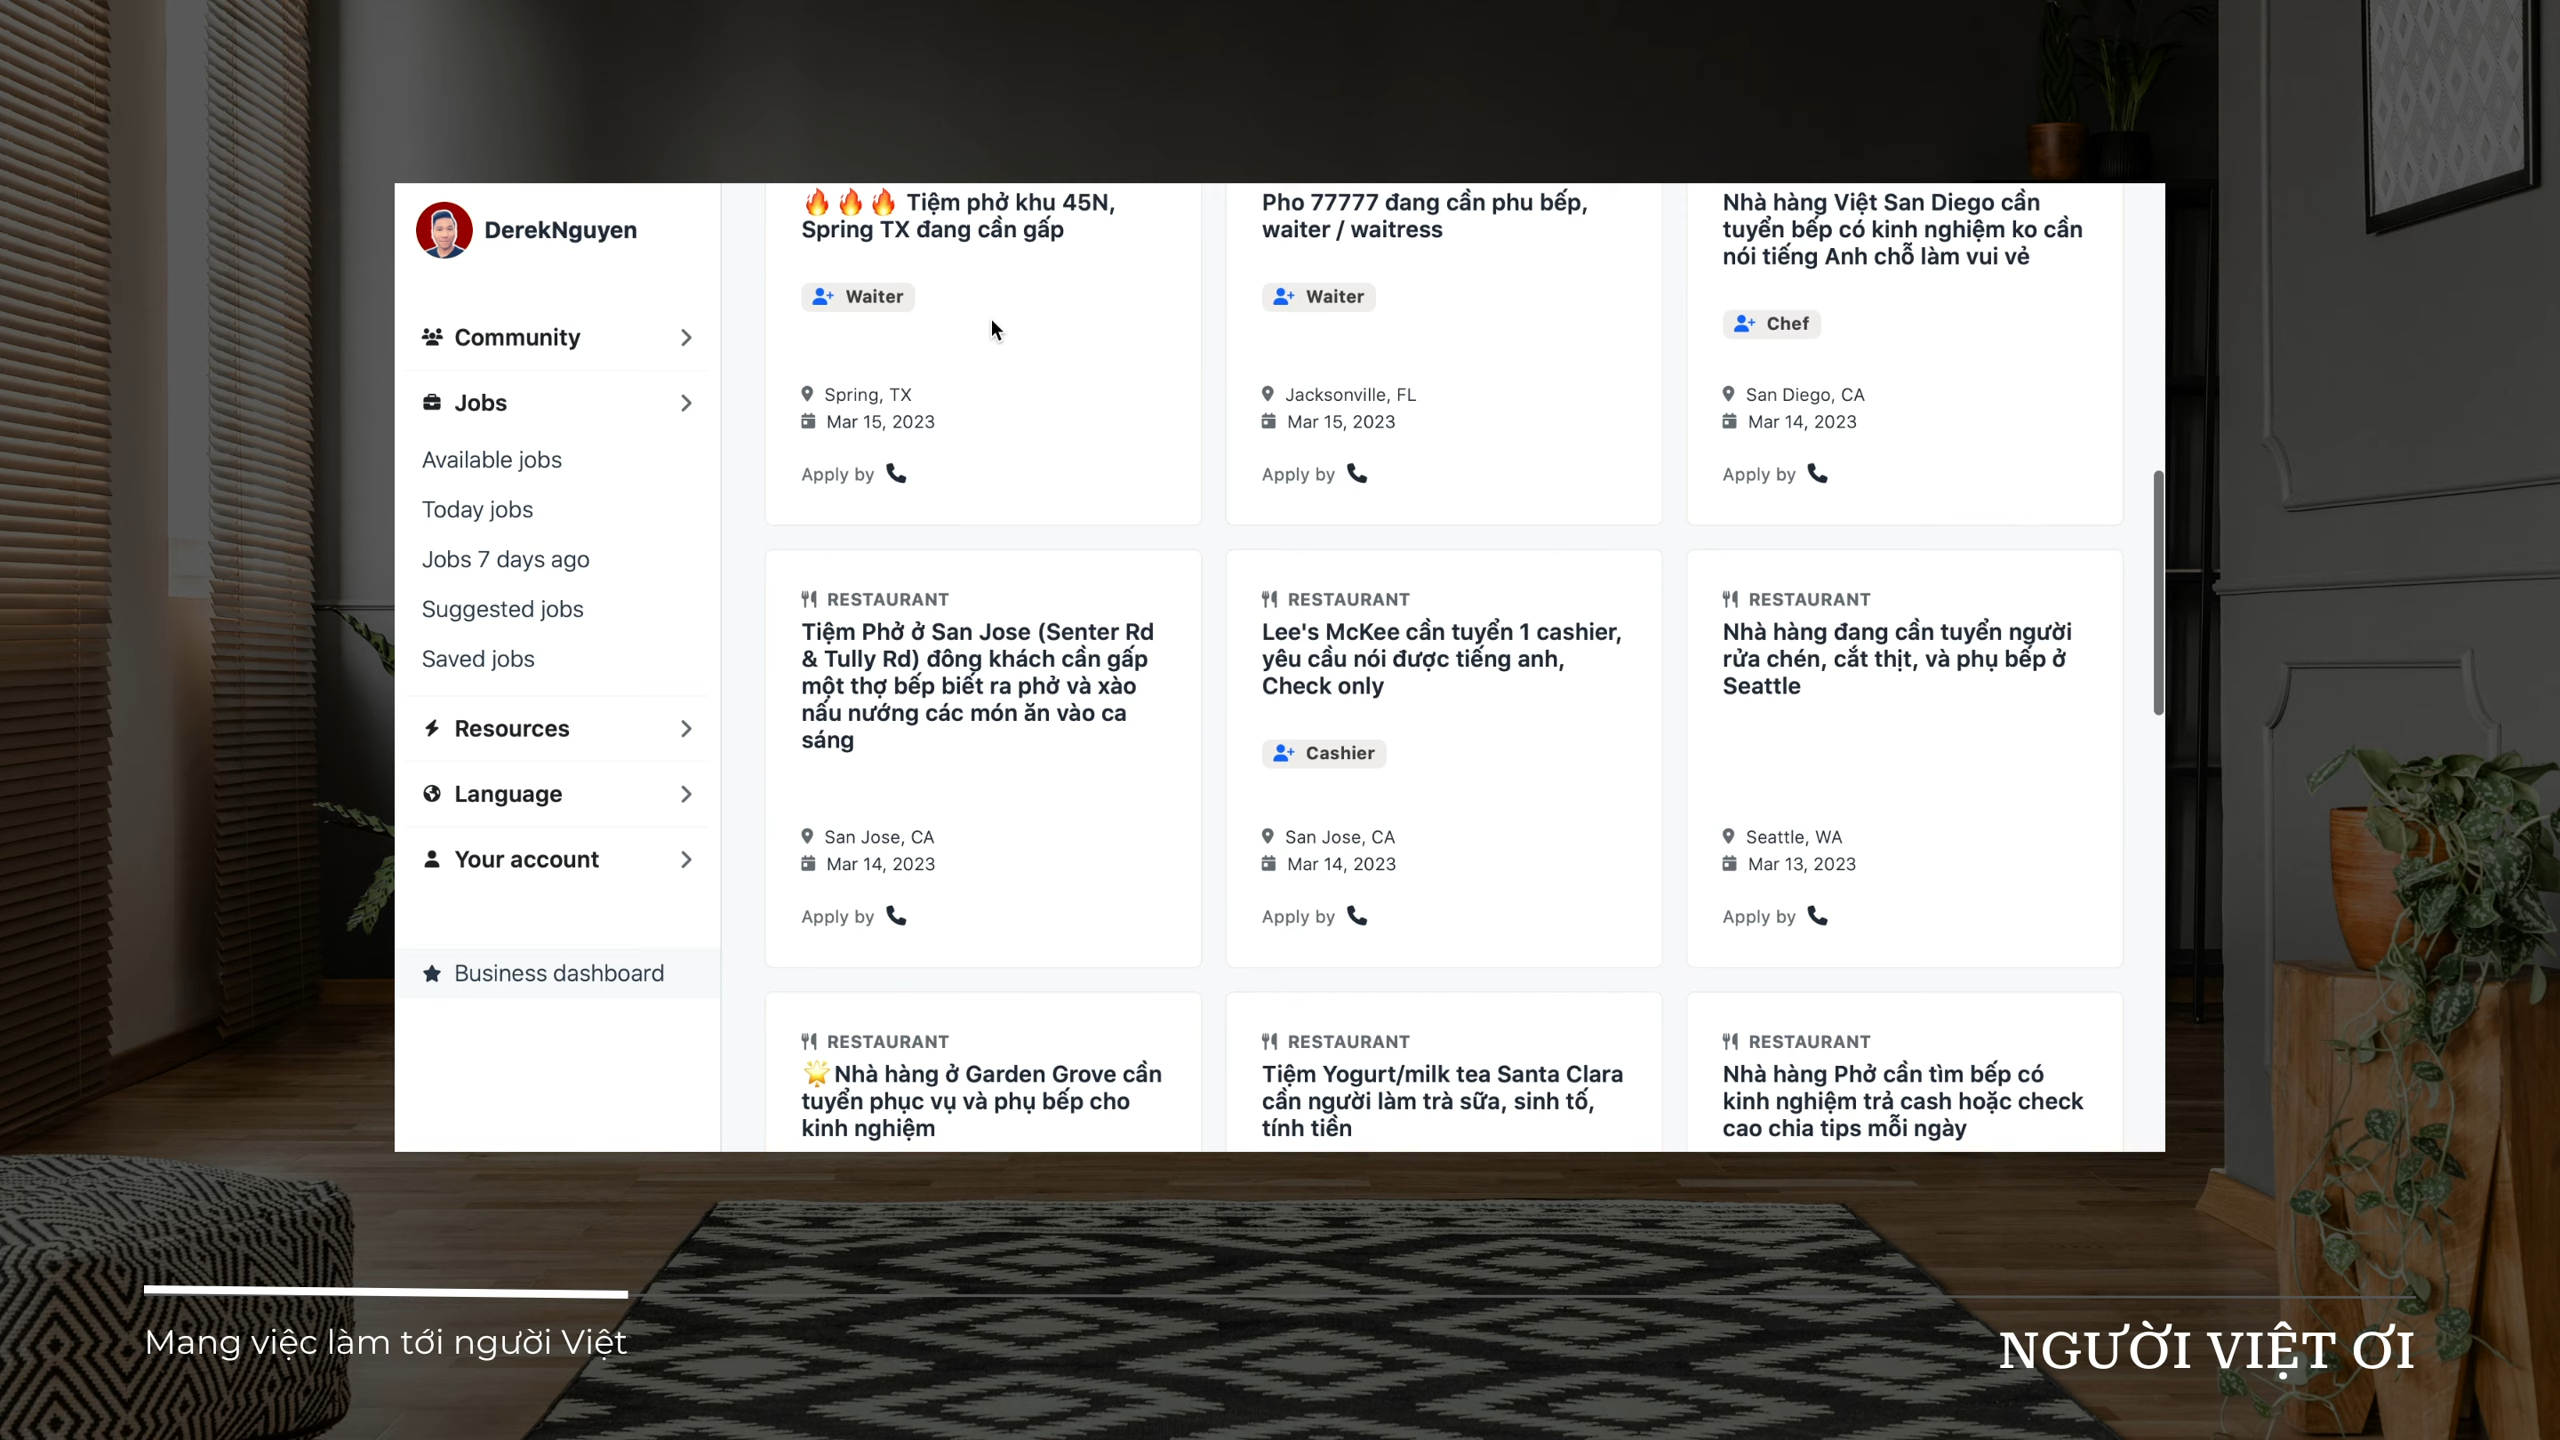 DerekNguyen
Community
Jobs
Available jobs
Today jobs
Jobs 7 days ago
Suggested jobs
Saved jobs
Resources
Language
Your account
Business dashboard
🔥🔥🔥 Tiệm phở khu 45N,
Spring TX đang cần gấp
Waiter
Spring, TX
Mar 15, 2023
Apply by
Pho 77777 đang cần phu bếp,
waiter / waitress
Waiter
Jacksonville, FL
Mar 15, 2023
Apply by
Nhà hàng Việt San Diego cần
tuyển bếp có kinh nghiệm ko cần
nói tiếng Anh chỗ làm vui vẻ
Chef
San Diego, CA
Mar 14, 2023
Apply by
RESTAURANT
Tiệm Phở ở San Jose (Senter Rd
& Tully Rd) đông khách cần gấp
một thợ bếp biết ra phở và xào
nấu nướng các món ăn vào ca
sáng
San Jose, CA
Mar 14, 2023
Apply by
RESTAURANT
Lee's McKee cần tuyển 1 cashier,
yêu cầu nói được tiếng anh,
Check only
Cashier
San Jose, CA
Mar 14, 2023
Apply by
RESTAURANT
Nhà hàng đang cần tuyển người
rửa chén, cắt thịt, và phụ bếp ở
Seattle
Seattle, WA
Mar 13, 2023
Apply by
RESTAURANT
🌟Nhà hàng ở Garden Grove cần
tuyển phục vụ và phụ bếp cho
kinh nghiệm
RESTAURANT
Tiệm Yogurt/milk tea Santa Clara
cần người làm trà sữa, sinh tố,
tính tiền
RESTAURANT
Nhà hàng Phở cần tìm bếp có
kinh nghiệm trả cash hoặc check
cao chia tips mỗi ngày
Mang việc làm tới người Việt
NGƯỜI VIỆT ƠI